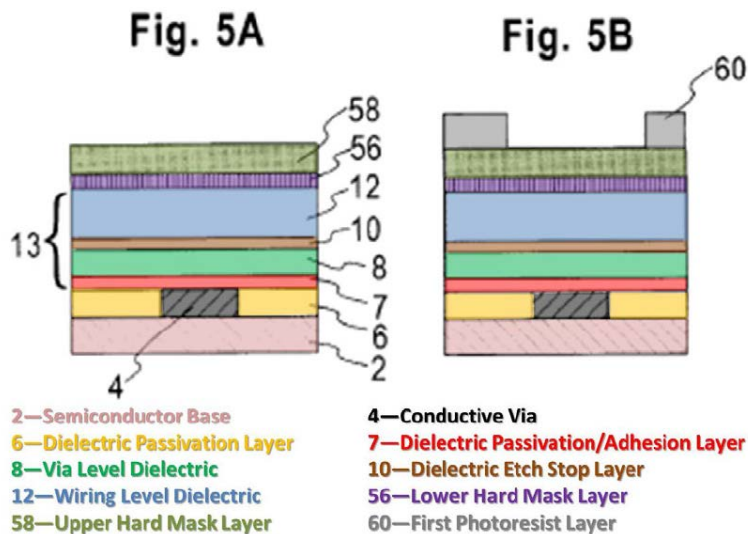 Fig. 5A
Fig. 5B
60
58
56
12
13
10
8
7
6
4
2
2—Semiconductor Base
4—Conductive Via
6—Dielectric Passivation Layer
7—Dielectric Passivation/Adhesion Layer
8—Via Level Dielectric
10—Dielectric Etch Stop Layer
12—Wiring Level Dielectric
56—Lower Hard Mask Layer
58—Upper Hard Mask Layer
60—First Photoresist Layer